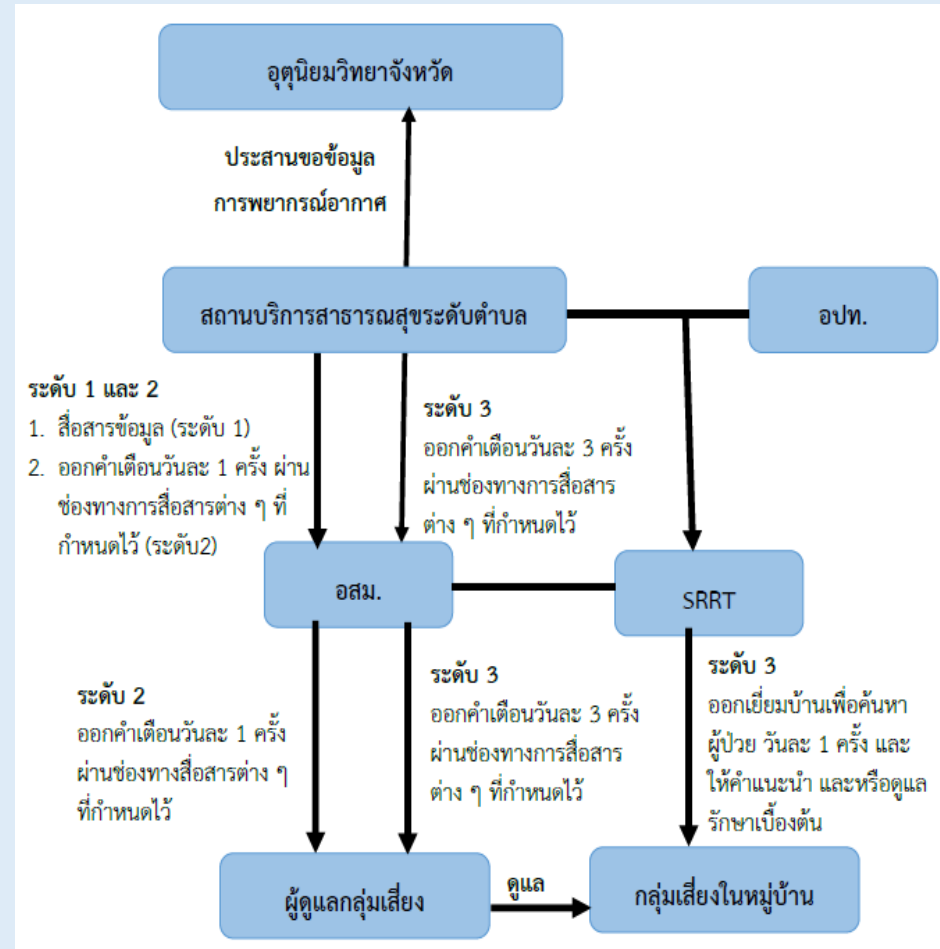 อุตุนิยมวิทยาจังหวัด
ประสานขอข้อมูล
การพยากรณ์อากาศ
สถานบริการสาธารณสุขระดับตำบล
อปท.
ระดับ 1 และ 2
1. สื่อสารข้อมูล (ระดับ 1)
2. ออกคำเตือนวันละ 1 ครั้ง ผ่าน
ช่องทางการสื่อสารต่าง ๆ ที่
กำหนดไว้ (ระดับ2)
ระดับ 3
ออกคำเตือนวันละ 3 ครั้ง
ผ่านช่องทางการสื่อสาร
ต่าง ๆ ที่กำหนดไว้
อสม.
SRRT
ระดับ 2
ออกคำเตือนวันละ 1 ครั้ง
ผ่านช่องทางสื่อสารต่าง ๆ
ที่กำหนดไว้
ระดับ 3
ออกคำเตือนวันละ 3 ครั้ง
ผ่านช่องทางการสื่อสาร
ต่าง ๆ ที่กำหนดไว้
ระดับ 3
ออกเยี่ยมบ้านเพื่อค้นหา
ผู้ป่วย วันละ 1 ครั้ง และ
ให้คำแนะนำ และหรือดูแล
รักษาเบื้องต้น
ผู้ดูแลกลุ่มเสี่ยง
ดูแล
กลุ่มเสี่ยงในหมู่บ้าน